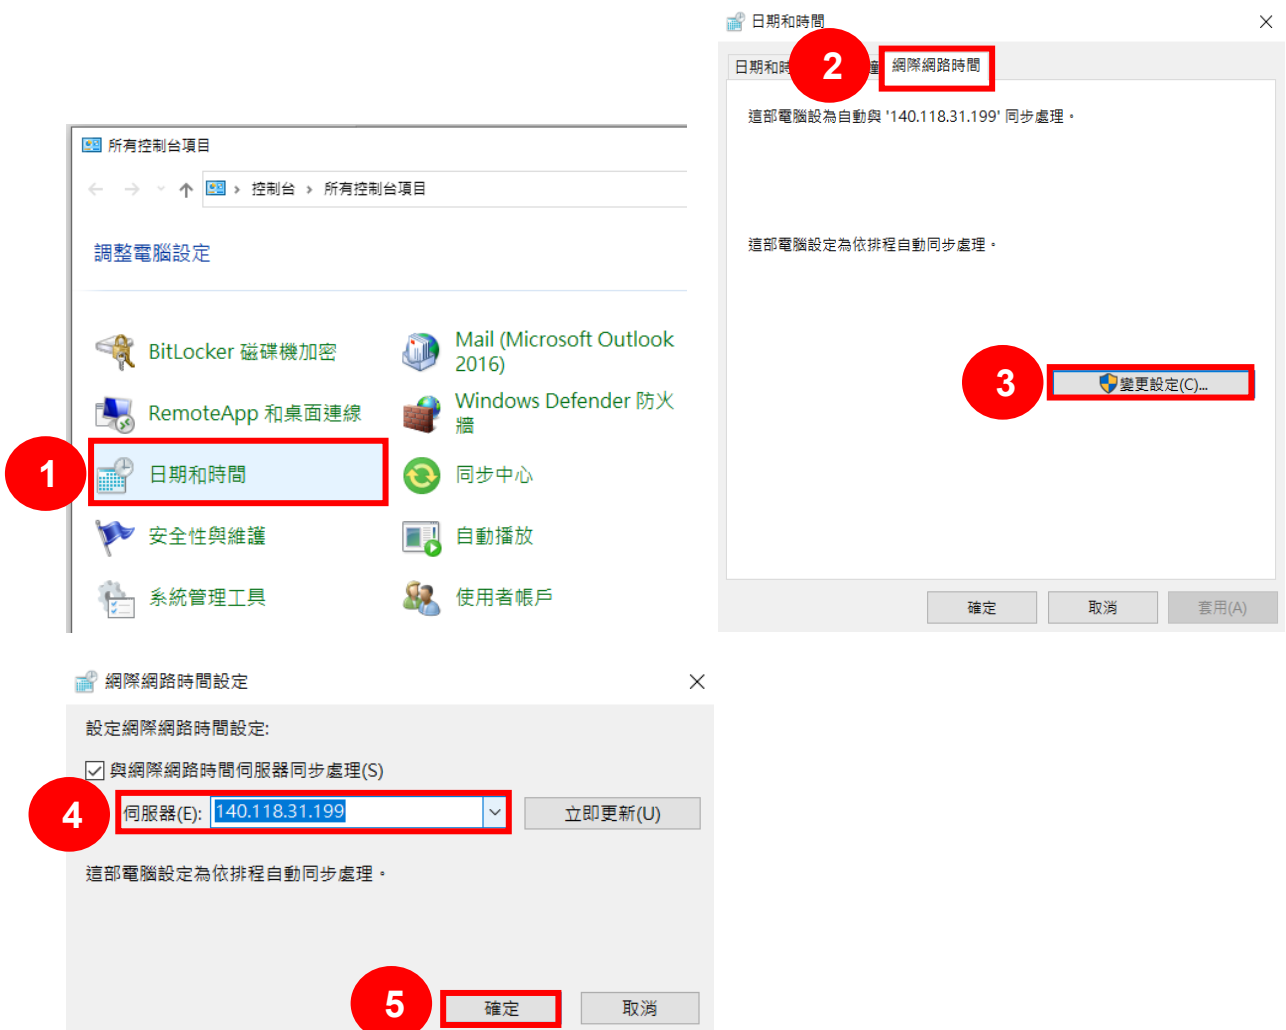 所有控制台項目
控制台 › 所有控制台項目
調整電腦設定
BitLocker 磁碟機加密
Mail (Microsoft Outlook
2016)
RemoteApp 和桌面連線
Windows Defender 防火
牆
1
日期和時間
同步中心
安全性與維護
自動播放
系統管理工具
使用者帳戶
日期和時間
日期和時
2
網際網路時間
這部電腦設為自動與 '140.118.31.199' 同步處理。
這部電腦設定為依排程自動同步處理。
3
變更設定(C)...
確定
取消
套用(A)
網際網路時間設定
設定網際網路時間設定:
與網際網路時間伺服器同步處理(S)
4
伺服器(E): 140.118.31.199
立即更新(U)
這部電腦設定為依排程自動同步處理。
5
確定
取消